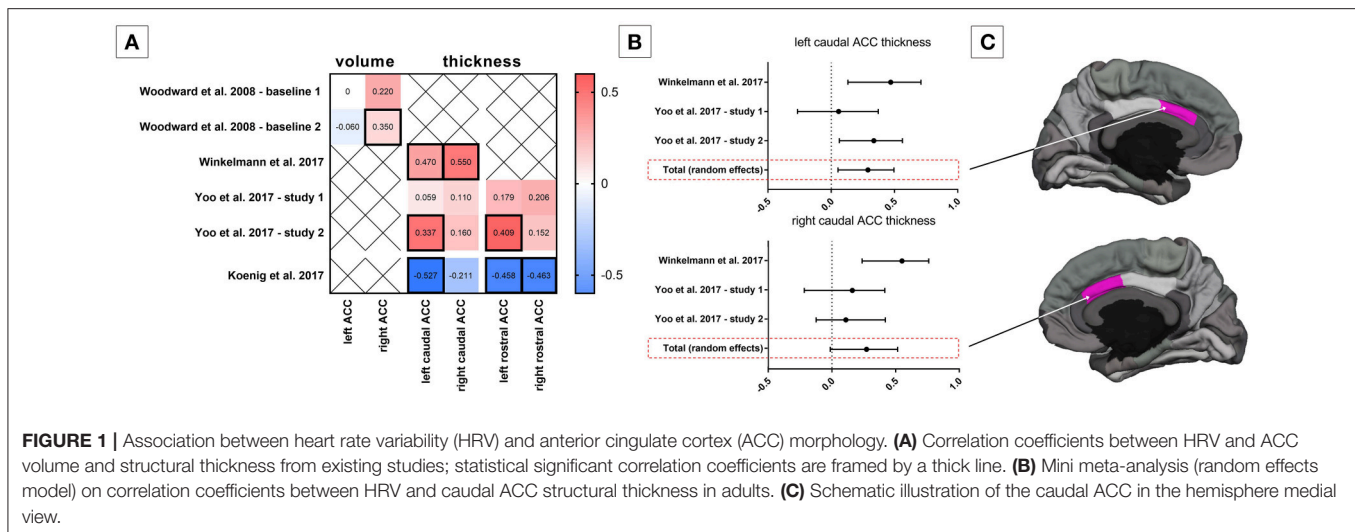 A
volume thickness
Woodward et al. 2008 - baseline 1
0 0.220
Woodward et al. 2008 - baseline 2
-0.060 0.350
Winkelmann et al. 2017
0.470 0.550
Yoo et al. 2017 - study 1
0.059 0.110 0.179 0.206
Yoo et al. 2017 - study 2
0.337 0.160 0.409 0.152
Koenig et al. 2017
-0.527 -0.211 -0.458 -0.463
left ACC
right ACC
left caudal ACC
right caudal ACC
left rostral ACC
right rostral ACC
0.5
0
-0.5
B
left caudal ACC thickness
Winkelmann et al. 2017
Yoo et al. 2017 - study 1
Yoo et al. 2017 - study 2
Total (random effects)
-0.5 0.0 0.5 1.0
right caudal ACC thickness
Winkelmann et al. 2017
Yoo et al. 2017 - study 1
Yoo et al. 2017 - study 2
Total (random effects)
-0.5 0.0 0.5 1.0
C
FIGURE 1 | Association between heart rate variability (HRV) and anterior cingulate cortex (ACC) morphology. (A) Correlation coefficients between HRV and ACC
volume and structural thickness from existing studies; statistical significant correlation coefficients are framed by a thick line. (B) Mini meta-analysis (random effects
model) on correlation coefficients between HRV and caudal ACC structural thickness in adults. (C) Schematic illustration of the caudal ACC in the hemisphere medial
view.